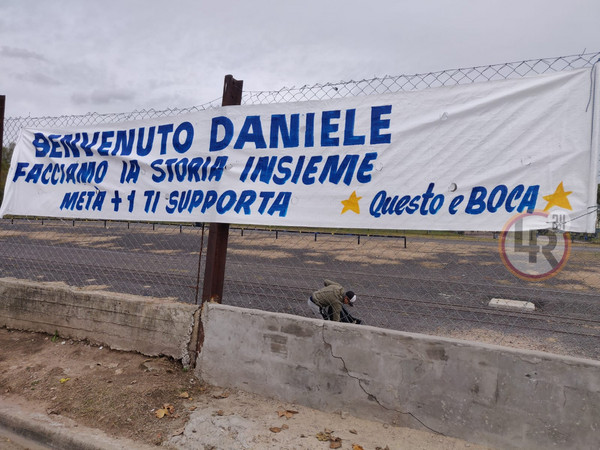 BENVENUTO DANIELE
FACCIAMO lA STORIA INSIEME
META + 1 TI SUPPORTA
Questo e BOCA
LR 24